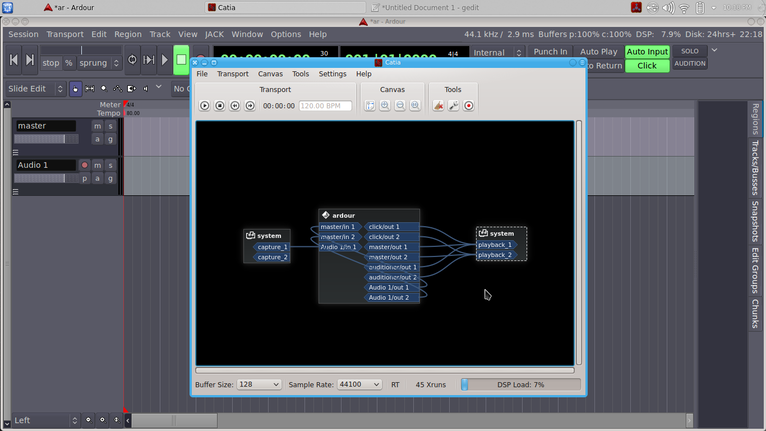 *ar - Ardour
Catia
*Untitled Document 1 - gedit
*ar - Ardour
Session Transport Edit Region Track View JACK Window Options Help
44.1 kHz / 2.9 ms Buffers p:100% c:100% DSP: 7.9% Disk: 24hrs+ 22:18
stop % sprung
30
4/4
Internal
Punch In Auto Play Auto Input SOLO
Auto Return Click AUDITION
Slide Edit
No
Meter 4/4
Tempo 80.00
master m s
a g
Audio 1 m s
p a g
Regions
Tracks/Busses
Snapshots
Edit Groups
Chunks
Left
Catia
File Transport Canvas Tools Settings Help
Transport Canvas Tools
00:00:00 120.00 BPM
system
capture_1
capture_2
ardour
master/in 1 click/out 1
master/in 2 click/out 2
Audio 1/in 1 master/out 1
master/out 2
auditioner/out 1
auditioner/out 2
Audio 1/out 1
Audio 1/out 2
system
playback_1
playback_2
Buffer Size: 128 Sample Rate: 44100 RT 45 Xruns DSP Load: 7%